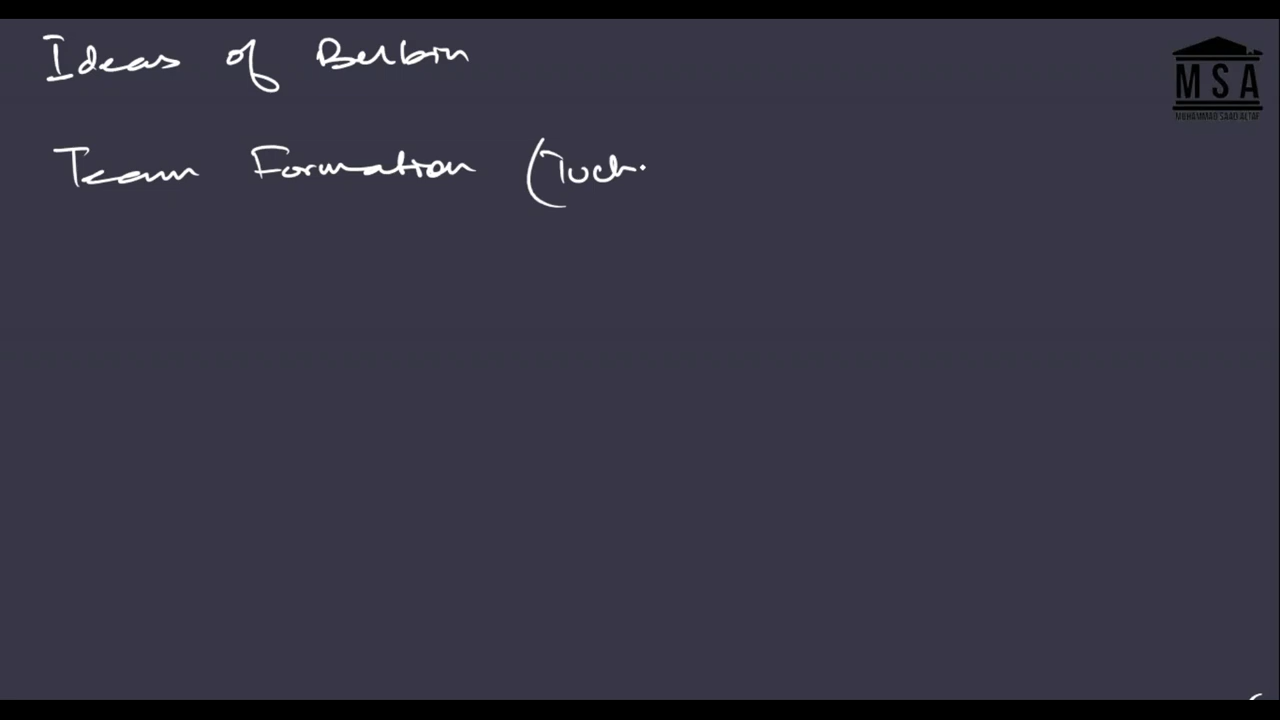 Ideas of Belbin
MSA
MUHAMMAD SAAD ALTAF
Team Formation (Tuck